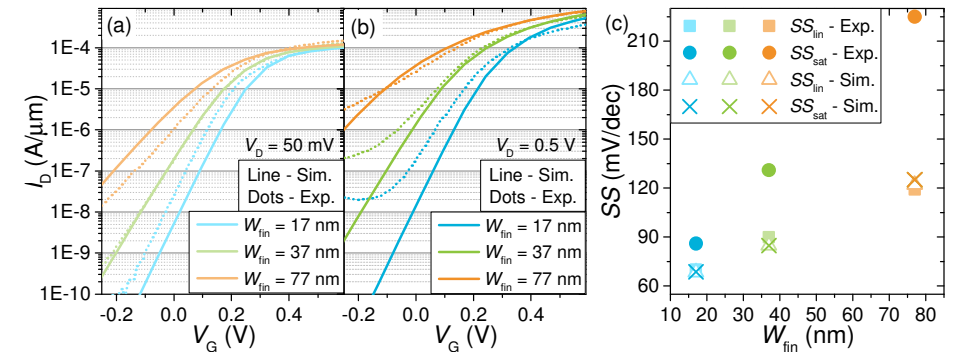 (a)
1E-4
1E-5
1E-6
1E-7
1E-8
1E-9
1E-10
I_D (A/μm)
V_D = 50 mV
Line - Sim.
Dots - Exp.
W_fin = 17 nm
W_fin = 37 nm
W_fin = 77 nm
-0.2 0.0 0.2 0.4
V_G (V)
(b)
V_D = 0.5 V
Line - Sim.
Dots - Exp.
W_fin = 17 nm
W_fin = 37 nm
W_fin = 77 nm
-0.2 0.0 0.2 0.4
V_G (V)
(c)
SS_lin - Exp.
SS_sat - Exp.
SS_lin - Sim.
SS_sat - Sim.
210
180
150
120
90
60
SS (mV/dec)
10 20 30 40 50 60 70 80
W_fin (nm)